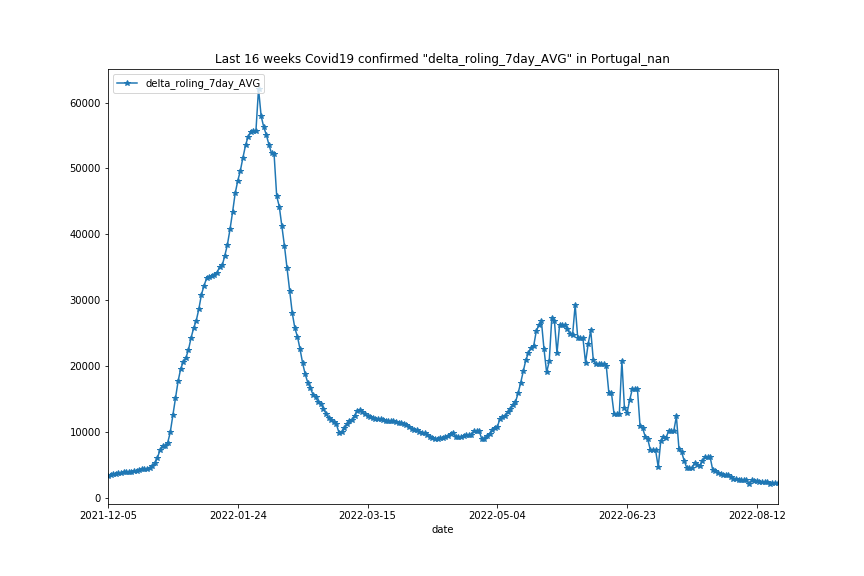 Last 16 weeks Covid19 confirmed "delta_roling_7day_AVG" in Portugal_nan
delta_roling_7day_AVG
60000
50000
40000
30000
20000
10000
0
2021-12-05 2022-01-24 2022-03-15 2022-05-04 2022-06-23 2022-08-12
date